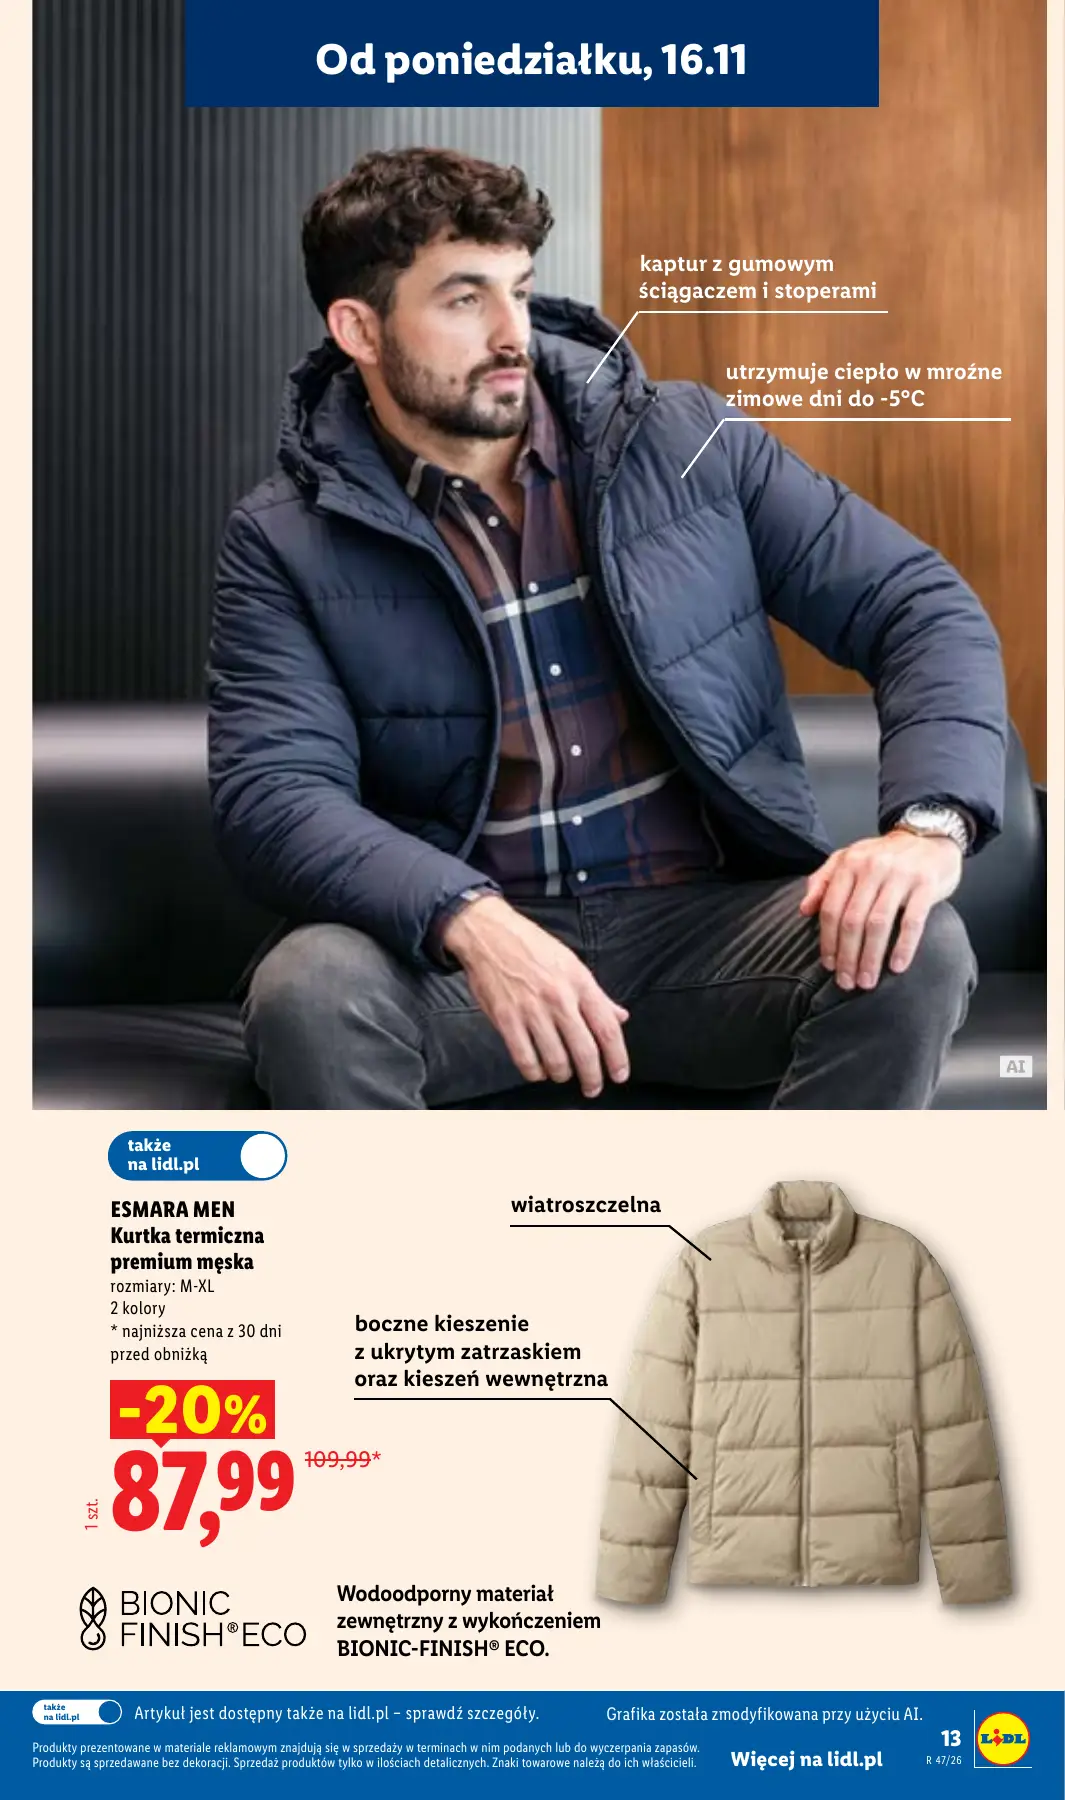 Od poniedziałku, 16.11
kaptur z gumowym
ściągaczem i stoperami
utrzymuje ciepło w mroźne
zimowe dni do -5°C
AI
także
na lidl.pl
ESMARA MEN
Kurtka termiczna
premium męska
rozmiary: M-XL
2 kolory
* najniższa cena z 30 dni
przed obniżką
-20%
109,99*
87,99
1 szt.
wiatroszczelna
boczne kieszenie
z ukrytym zatrzaskiem
oraz kieszeń wewnętrzna
BIONIC
FINISH®ECO
Wodoodporny materiał
zewnętrzny z wykończeniem
BIONIC-FINISH® ECO.
także
na lidl.pl
Artykuł jest dostępny także na lidl.pl – sprawdź szczegóły.
Grafika została zmodyfikowana przy użyciu AI.
Produkty prezentowane w materiale reklamowym znajdują się w sprzedaży w terminach w nim podanych lub do wyczerpania zapasów.
Produkty są sprzedawane bez dekoracji. Sprzedaż produktów tylko w ilościach detalicznych. Znaki towarowe należą do ich właścicieli.
Więcej na lidl.pl
13
R 47/26
LIDL